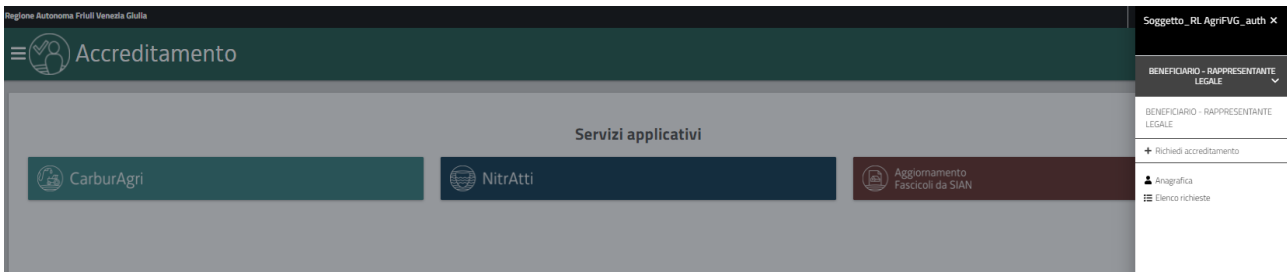 Regione Autonoma Friuli Venezia Giulia
Soggetto_RL AgriFVG_auth ×
Accreditamento
BENEFICIARIO - RAPPRESENTANTE
LEGALE
BENEFICIARIO - RAPPRESENTANTE
LEGALE
+ Richiedi accreditamento
Anagrafica
Elenco richieste
Servizi applicativi
CarburAgri
NitrAtti
Aggiornamento
Fascicoli da SIAN